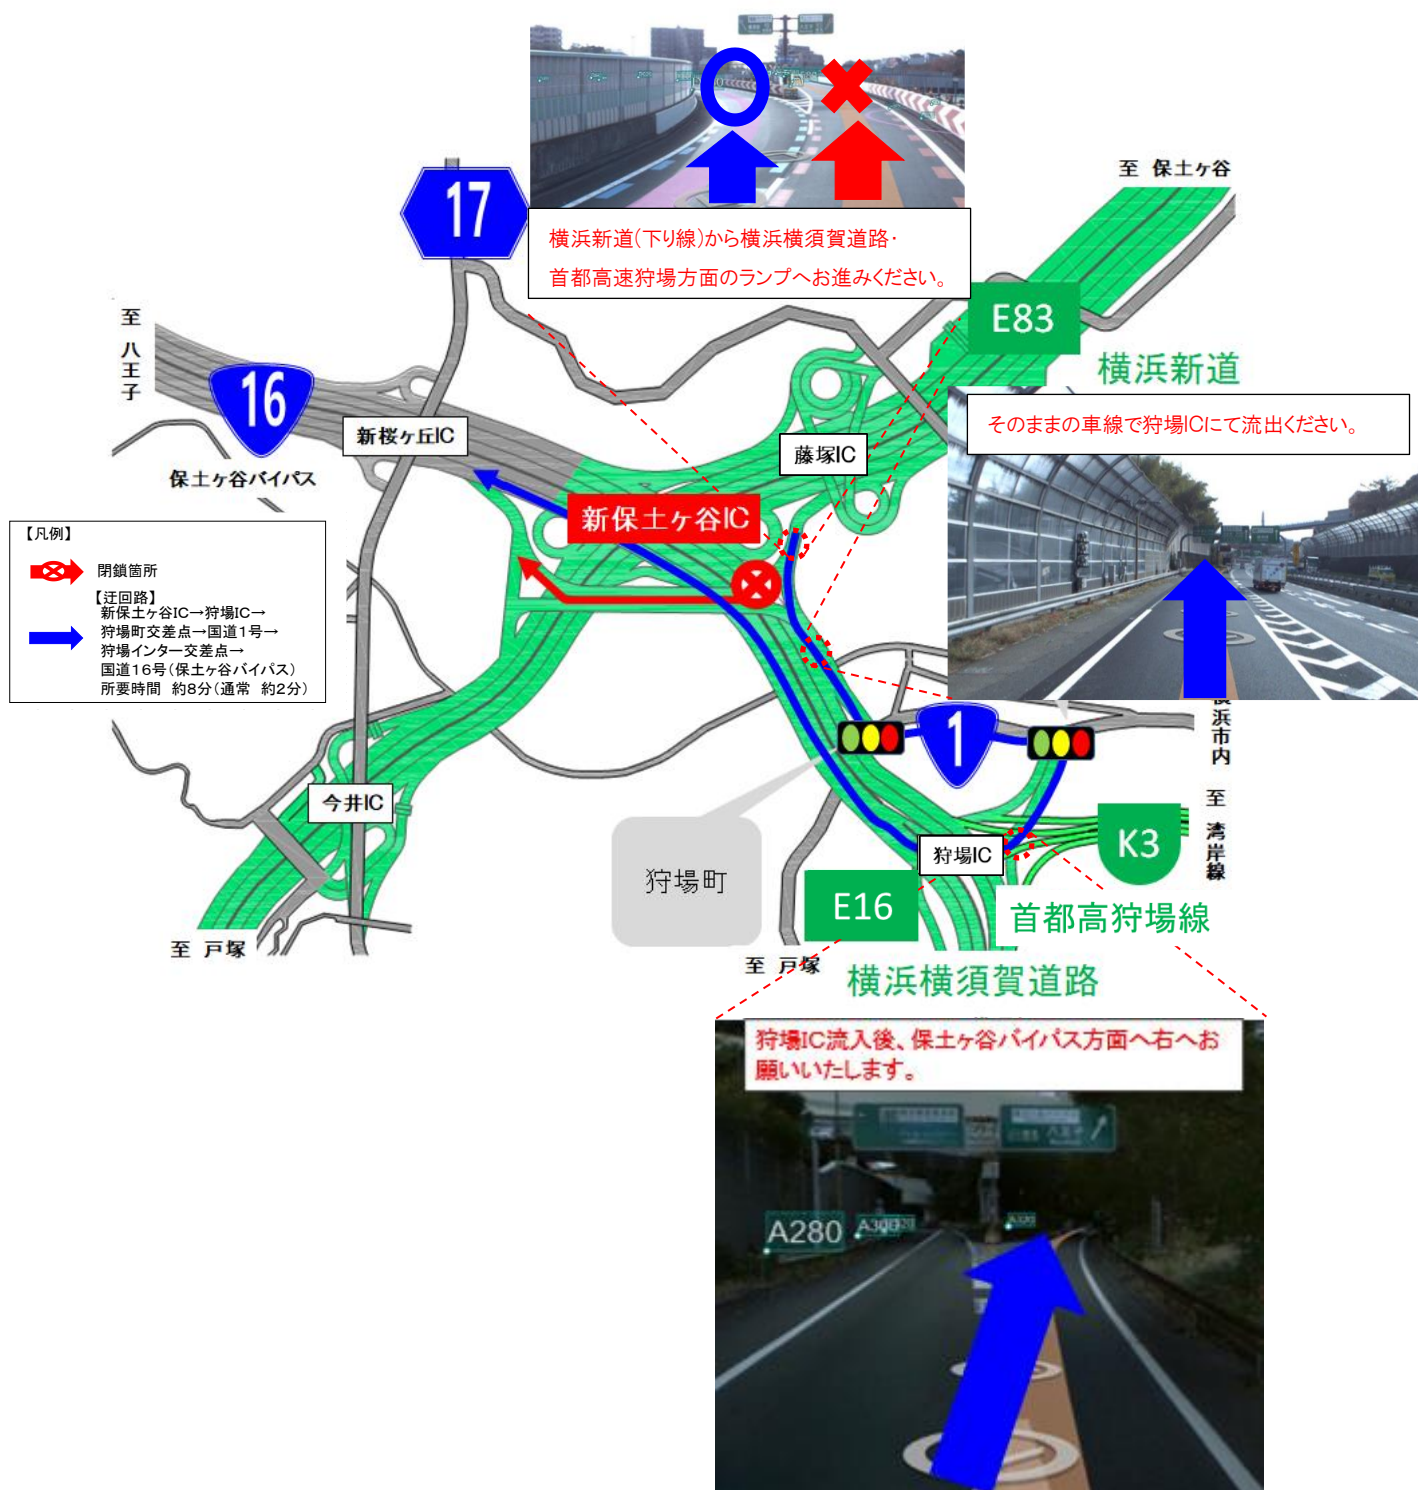 横浜新道(下り線)から横浜横須賀道路・
首都高速狩場方面のランプへお進みください。
至 保土ヶ谷
17
E83
横浜新道
至 八王子
16
保土ヶ谷バイパス
新桜ヶ丘IC
藤塚IC
そのままの車線で狩場ICにて流出ください。
新保土ヶ谷IC
【凡例】
閉鎖箇所
【迂回路】
新保土ヶ谷IC→狩場IC→
狩場町交差点→国道1号→
狩場インター交差点→
国道16号(保土ヶ谷バイパス)
所要時間 約8分(通常 約2分)
1
横浜市内
至 湾岸線
今井IC
狩場町
狩場IC
K3
E16
首都高狩場線
至 戸塚
至 戸塚
横浜横須賀道路
狩場IC流入後、保土ヶ谷バイパス方面へ右へお
願いいたします。
A280
A300